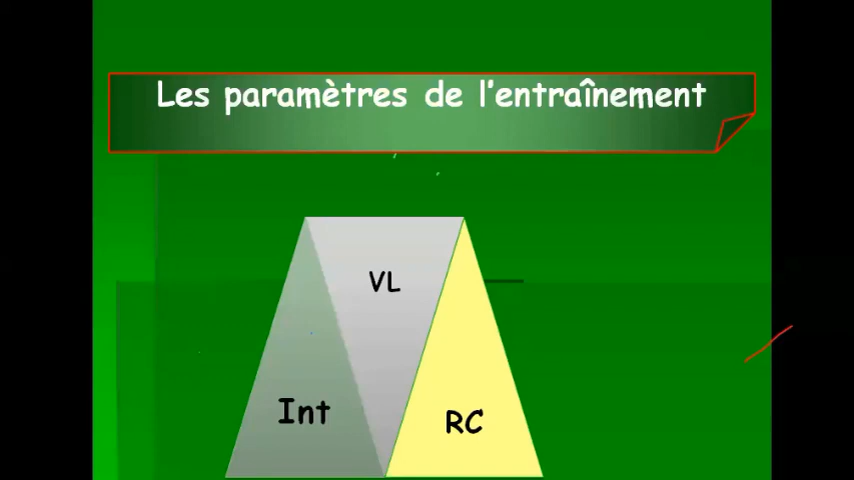 Les paramètres de l'entraînement
VL
Int
RC